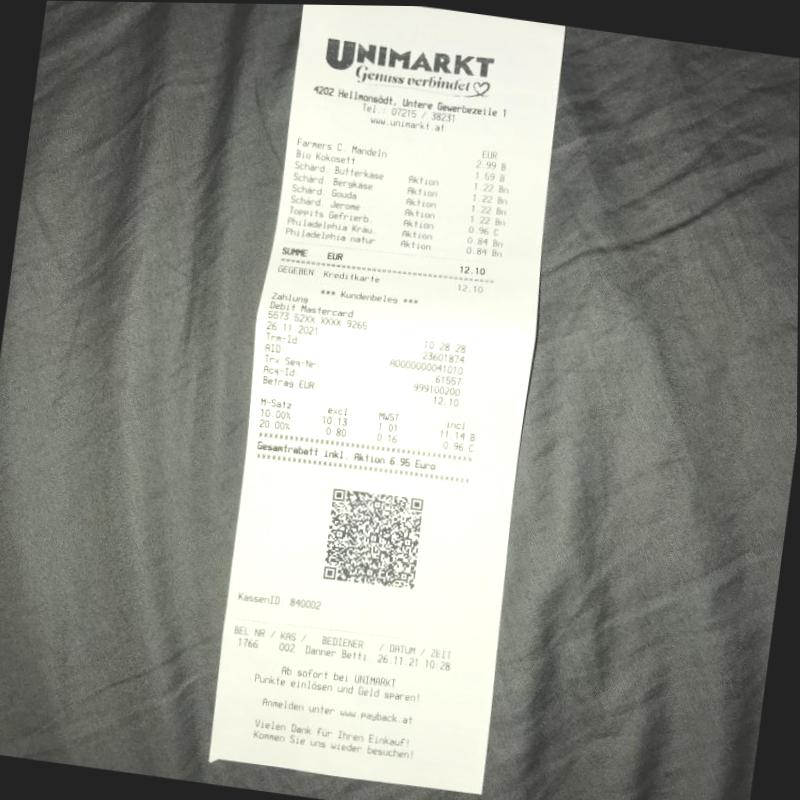 UNIMARKT
Genuss verbindet
4202 Hellmonsödt, Untere Gewerbezeile 1
Tel.: 07215 / 38231
www.unimarkt.at
EUR
Farmers C. Mandeln 2.99 B
Bio Kokosett 1.59 B
Schärd. Butterkäse Aktion 1.22 Bn
Schärd. Bergkäse Aktion 1.22 Bn
Schärd. Gouda Aktion 1.22 Bn
Schärd. Jerome Aktion 1.22 Bn
Toppits Gefrierb. Aktion 0.96 C
Philadelphia Kräu. Aktion 0.84 Bn
Philadelphia natur Aktion 0.84 Bn
SUMME EUR 12.10
GEGEBEN Kreditkarte 12.10
*** Kundenbeleg ***
Zahlung
Debit Mastercard
5573 52XX XXXX 9265
26 11 2021 10 28 28
Trm-Id 23601874
AID A0000000041010
Trx Seq-Nr 61557
Acq-Id 999100200
Betrag EUR 12.10
M-Satz excl MWST incl
10.00% 10.13 1.01 11.14 B
20.00% 0.80 0.16 0.96 C
Gesamtrabatt inkl. Aktion 6.95 Euro
KassenID 840002
BEL NR / KAS / BEDIENER / DATUM / ZEIT
1766 002 Danner Betti 26.11.21 10:28
Ab sofort bei UNIMARKT
Punkte einlösen und Geld sparen!
Anmelden unter www.payback.at
Vielen Dank für Ihren Einkauf!
Kommen Sie uns wieder besuchen!